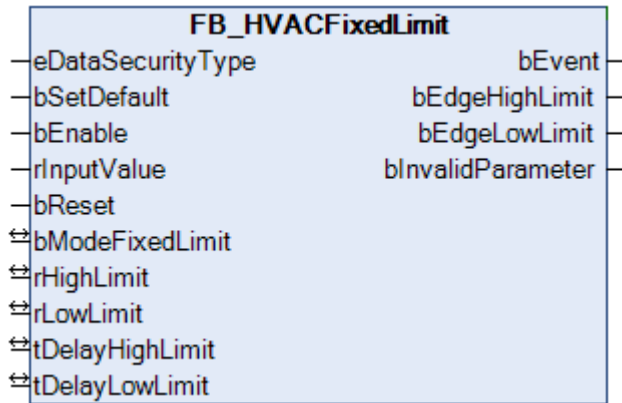 FB_HVACFixedLimit
eDataSecurityType bEvent
bSetDefault bEdgeHighLimit
bEnable bEdgeLowLimit
rInputValue bInvalidParameter
bReset
bModeFixedLimit
rHighLimit
rLowLimit
tDelayHighLimit
tDelayLowLimit